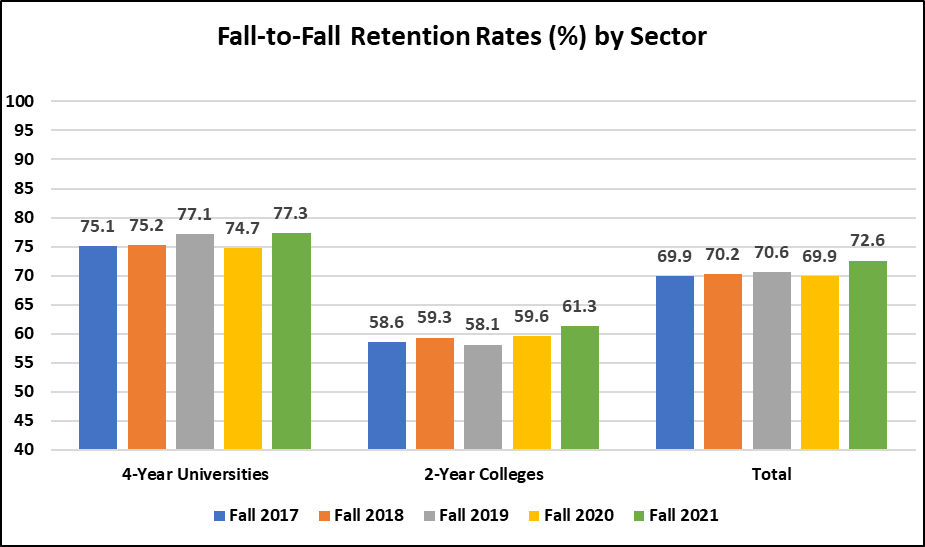 Fall-to-Fall Retention Rates (%) by Sector
100
95
90
85
80
75
70
65
60
55
50
45
40
75.1 75.2 77.1 74.7 77.3
58.6 59.3 58.1 59.6 61.3
69.9 70.2 70.6 69.9 72.6
4-Year Universities 2-Year Colleges Total
Fall 2017 Fall 2018 Fall 2019 Fall 2020 Fall 2021